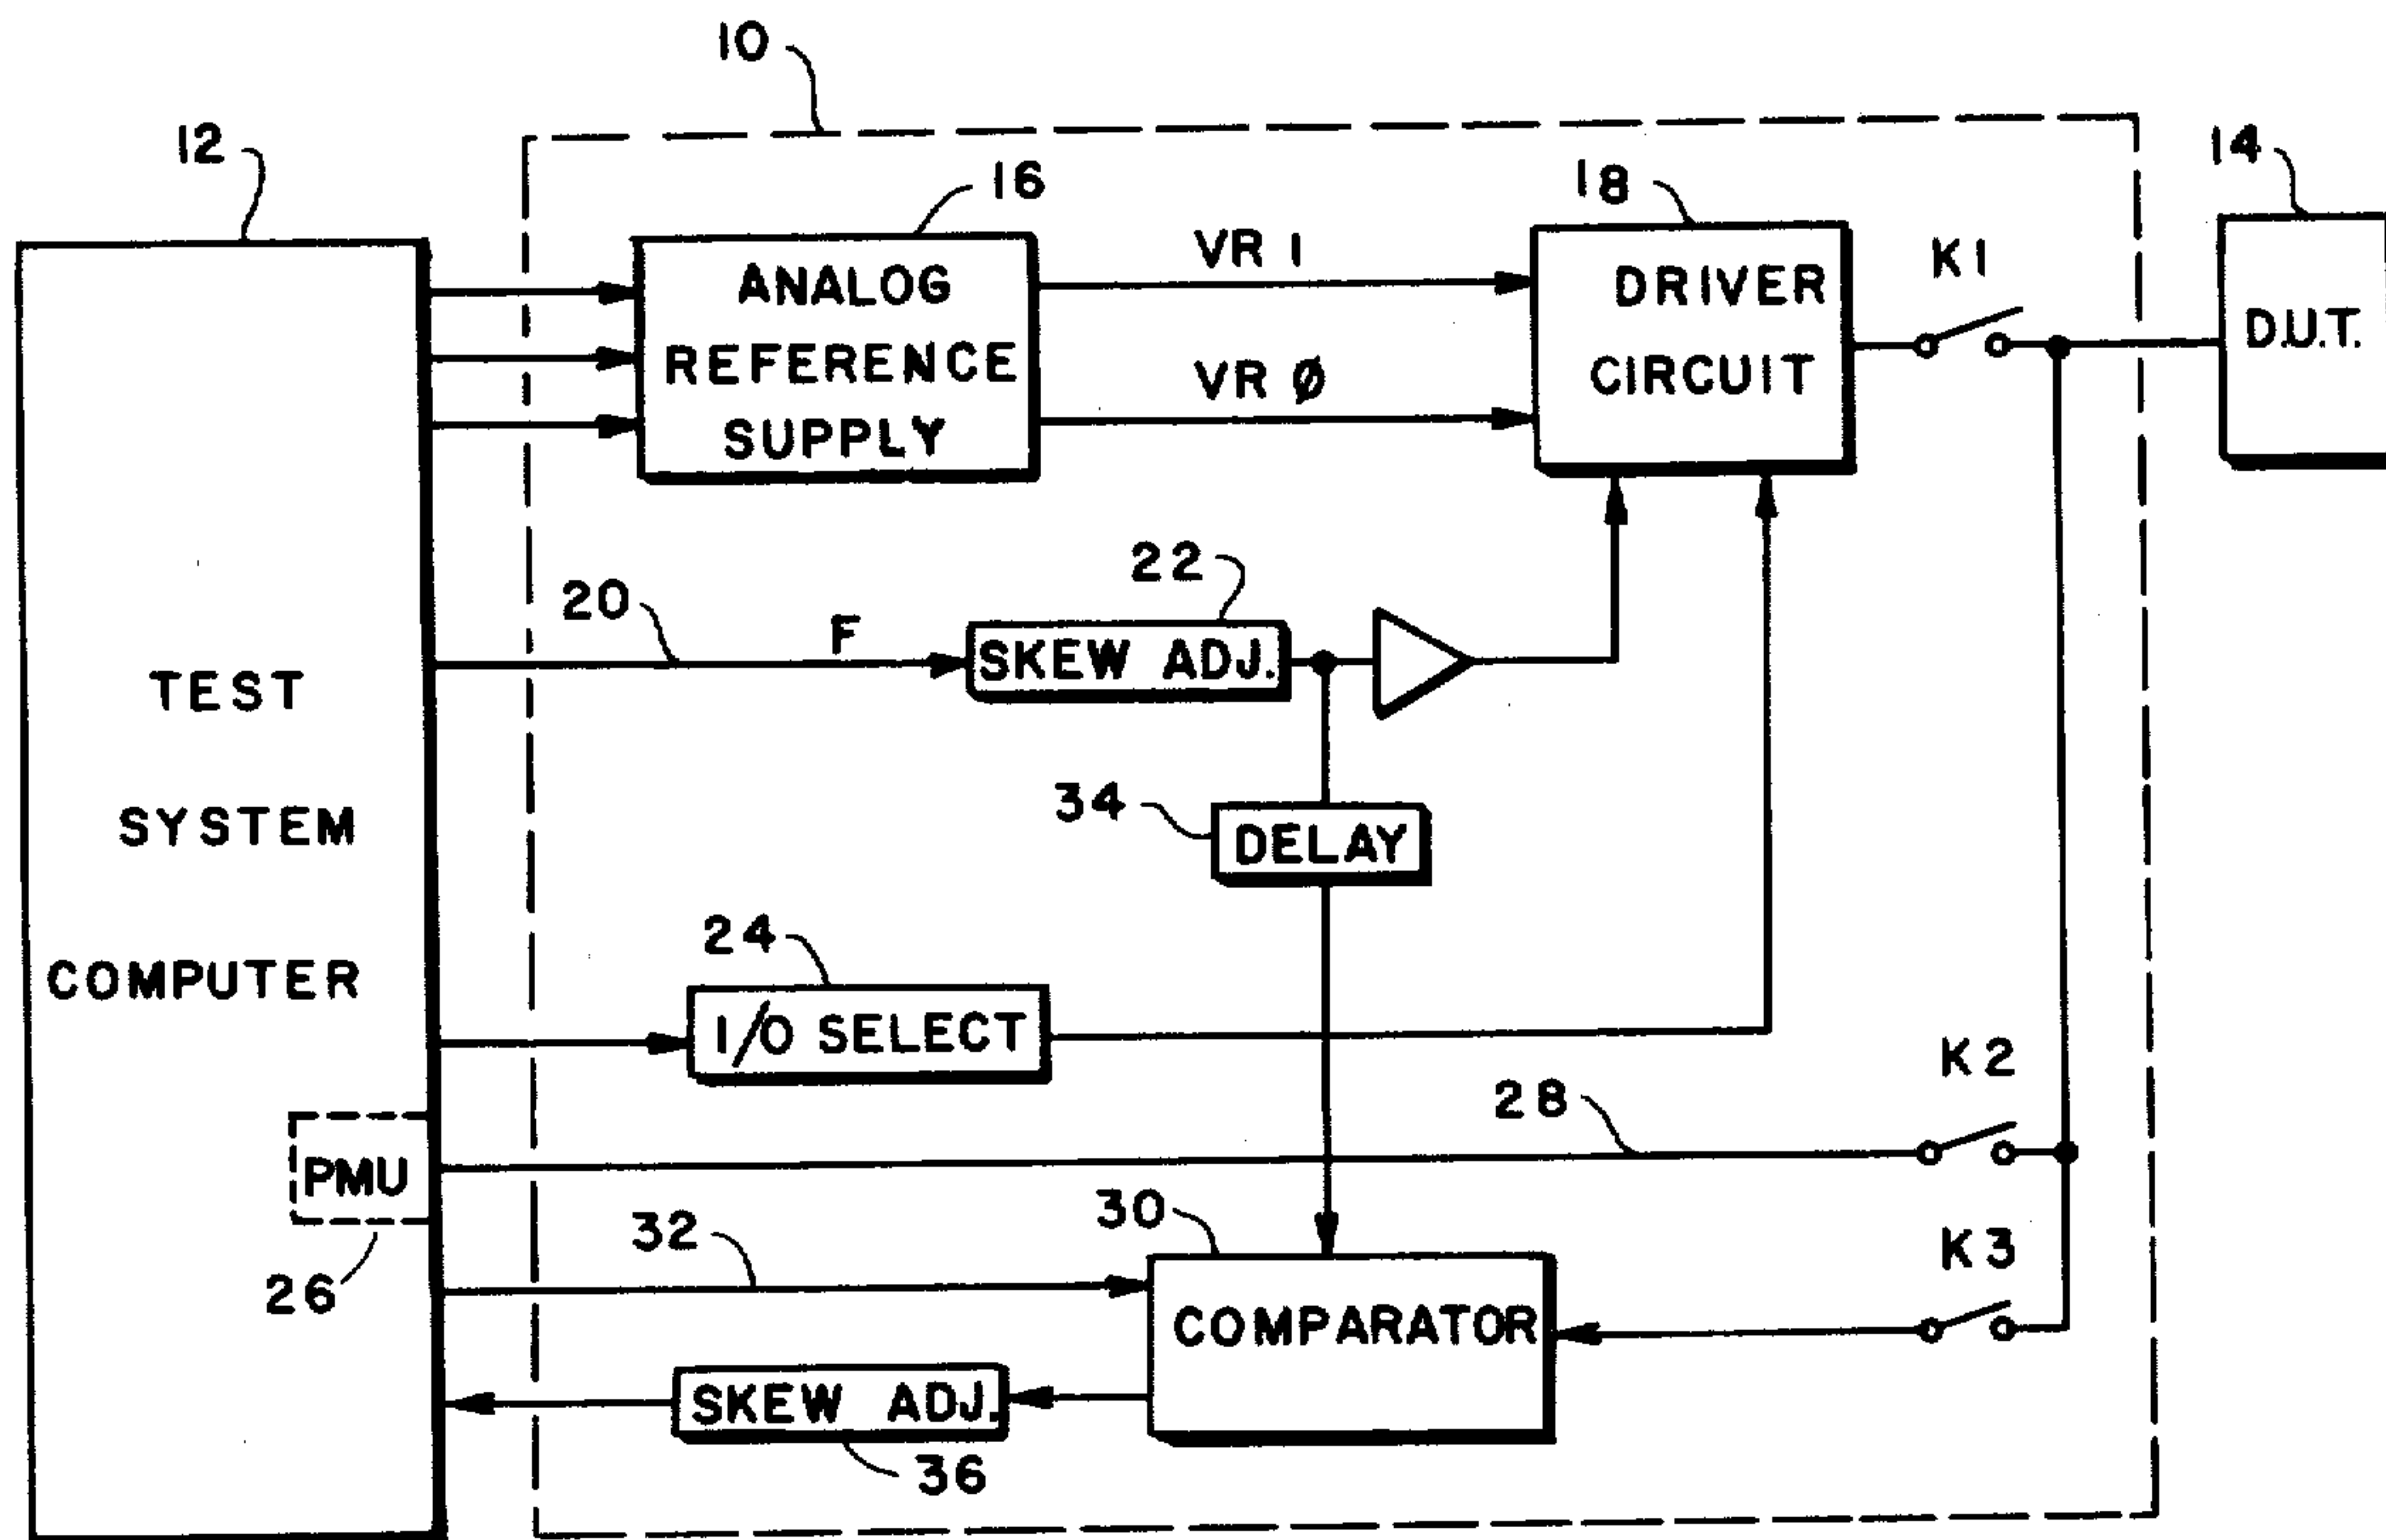 10
12
16
18
14
VR 1
K1
ANALOG
REFERENCE
SUPPLY
DRIVER
CIRCUIT
D.U.T.
VR Ø
22
20
F
SKEW ADJ.
TEST
SYSTEM
COMPUTER
34
DELAY
24
I/O SELECT
K2
28
PMU
30
32
26
K3
COMPARATOR
SKEW ADJ.
36